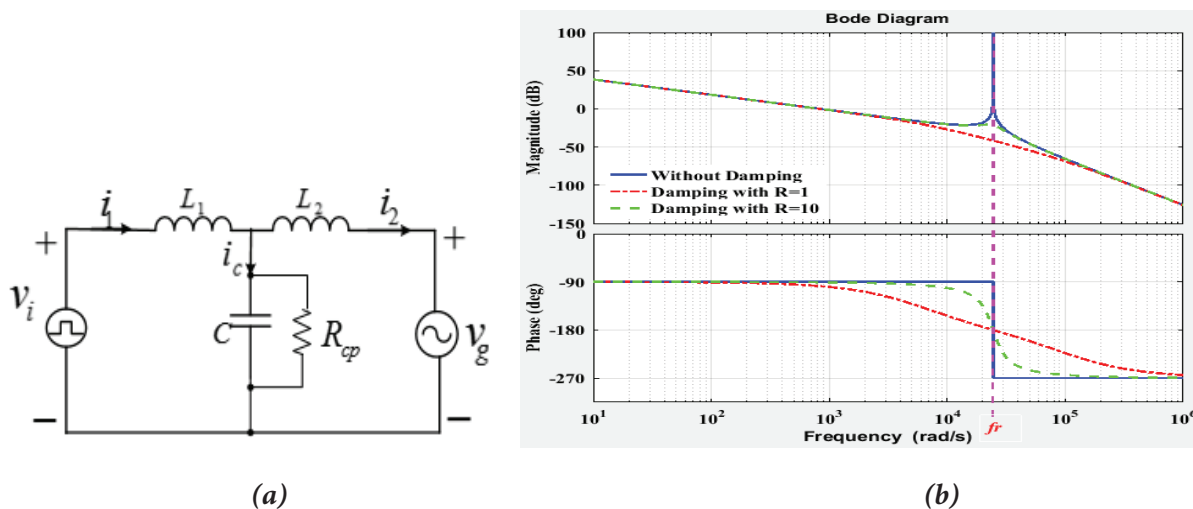 i1
L1
L2
i2
+
+
ic
vi
C
Rcp
vg
−
−
(a)
Bode Diagram
Magnitude (dB)
100
50
0
-50
-100
-150
Without Damping
Damping with R=1
Damping with R=10
Phase (deg)
0
-90
-180
-270
10^1
10^2
10^3
10^4
10^5
10^6
fr
Frequency (rad/s)
(b)